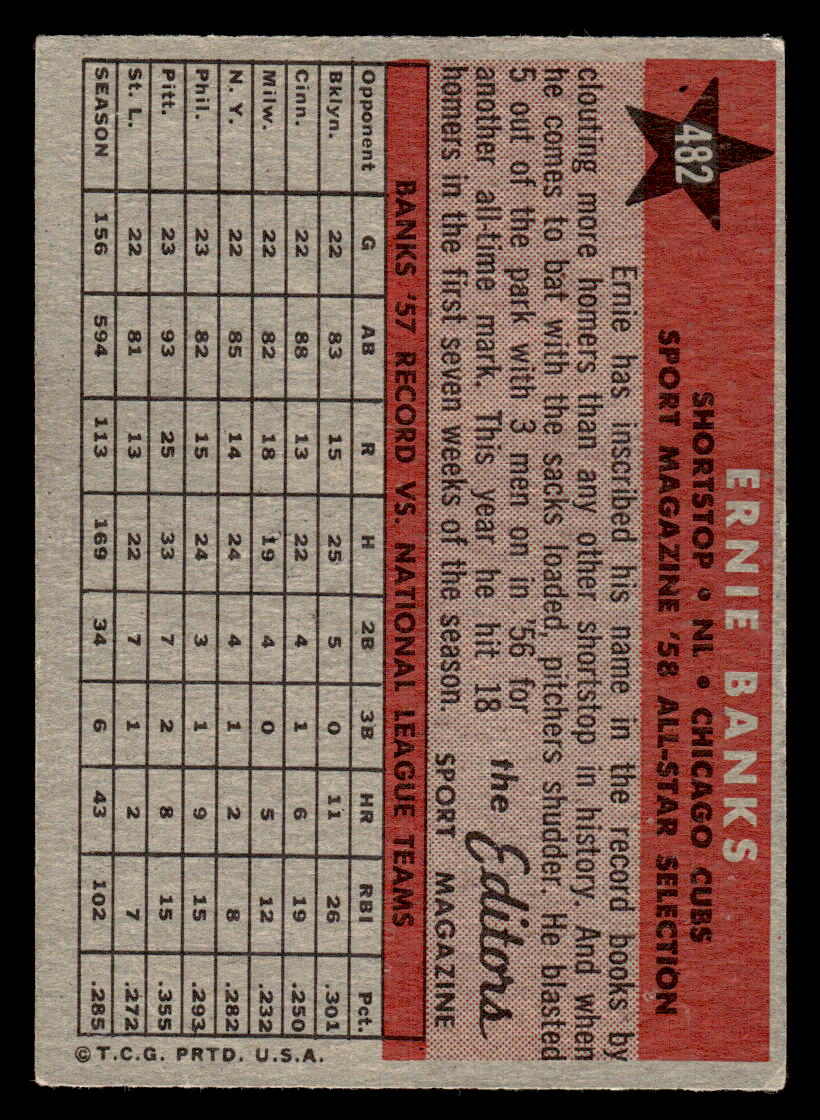 482
ERNIE BANKS
SHORTSTOP • NL • CHICAGO CUBS
SPORT MAGAZINE '58 ALL-STAR SELECTION
Ernie has inscribed his name in the record books by
clouting more homers than any other shortstop in history. And when
he comes to bat with the sacks loaded, pitchers shudder. He blasted
5 out of the park with 3 men on in '56 for
another all-time mark. This year he hit 18
homers in the first seven weeks of the season.
the Editors
SPORT MAGAZINE
BANKS '57 RECORD VS. NATIONAL LEAGUE TEAMS
Opponent G AB R H 2B 3B HR RBI Pct.
Bklyn. 22 83 15 25 5 0 11 26 .301
Cinn. 22 88 13 22 4 1 6 19 .250
Milw. 22 82 18 19 4 0 5 12 .232
N. Y. 22 85 14 24 4 1 2 8 .282
Phil. 23 82 15 24 3 1 9 15 .293
Pitt. 23 93 25 33 7 2 8 15 .355
St. L. 22 81 13 22 7 1 2 7 .272
SEASON 156 594 113 169 34 6 43 102 .285
© T.C.G. PRTD. U.S.A.